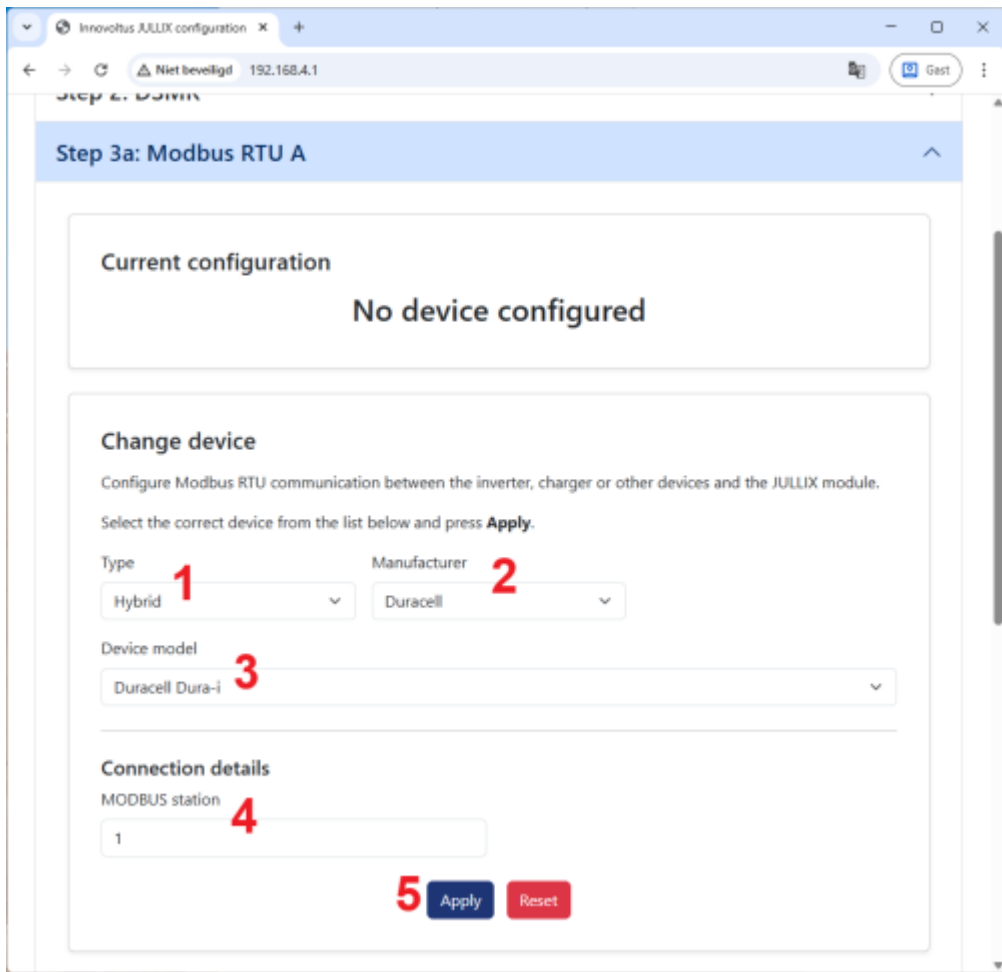 Innovoltus JULLIX configuration
Niet beveiligd 192.168.4.1
Gast
Step 2: DSMR
Step 3a: Modbus RTU A
Current configuration
No device configured
Change device
Configure Modbus RTU communication between the inverter, charger or other devices and the JULLIX module.
Select the correct device from the list below and press Apply.
Type 1 Manufacturer 2
Hybrid Duracell
Device model 3
Duracell Dura-i
Connection details
MODBUS station 4
1
5 Apply Reset